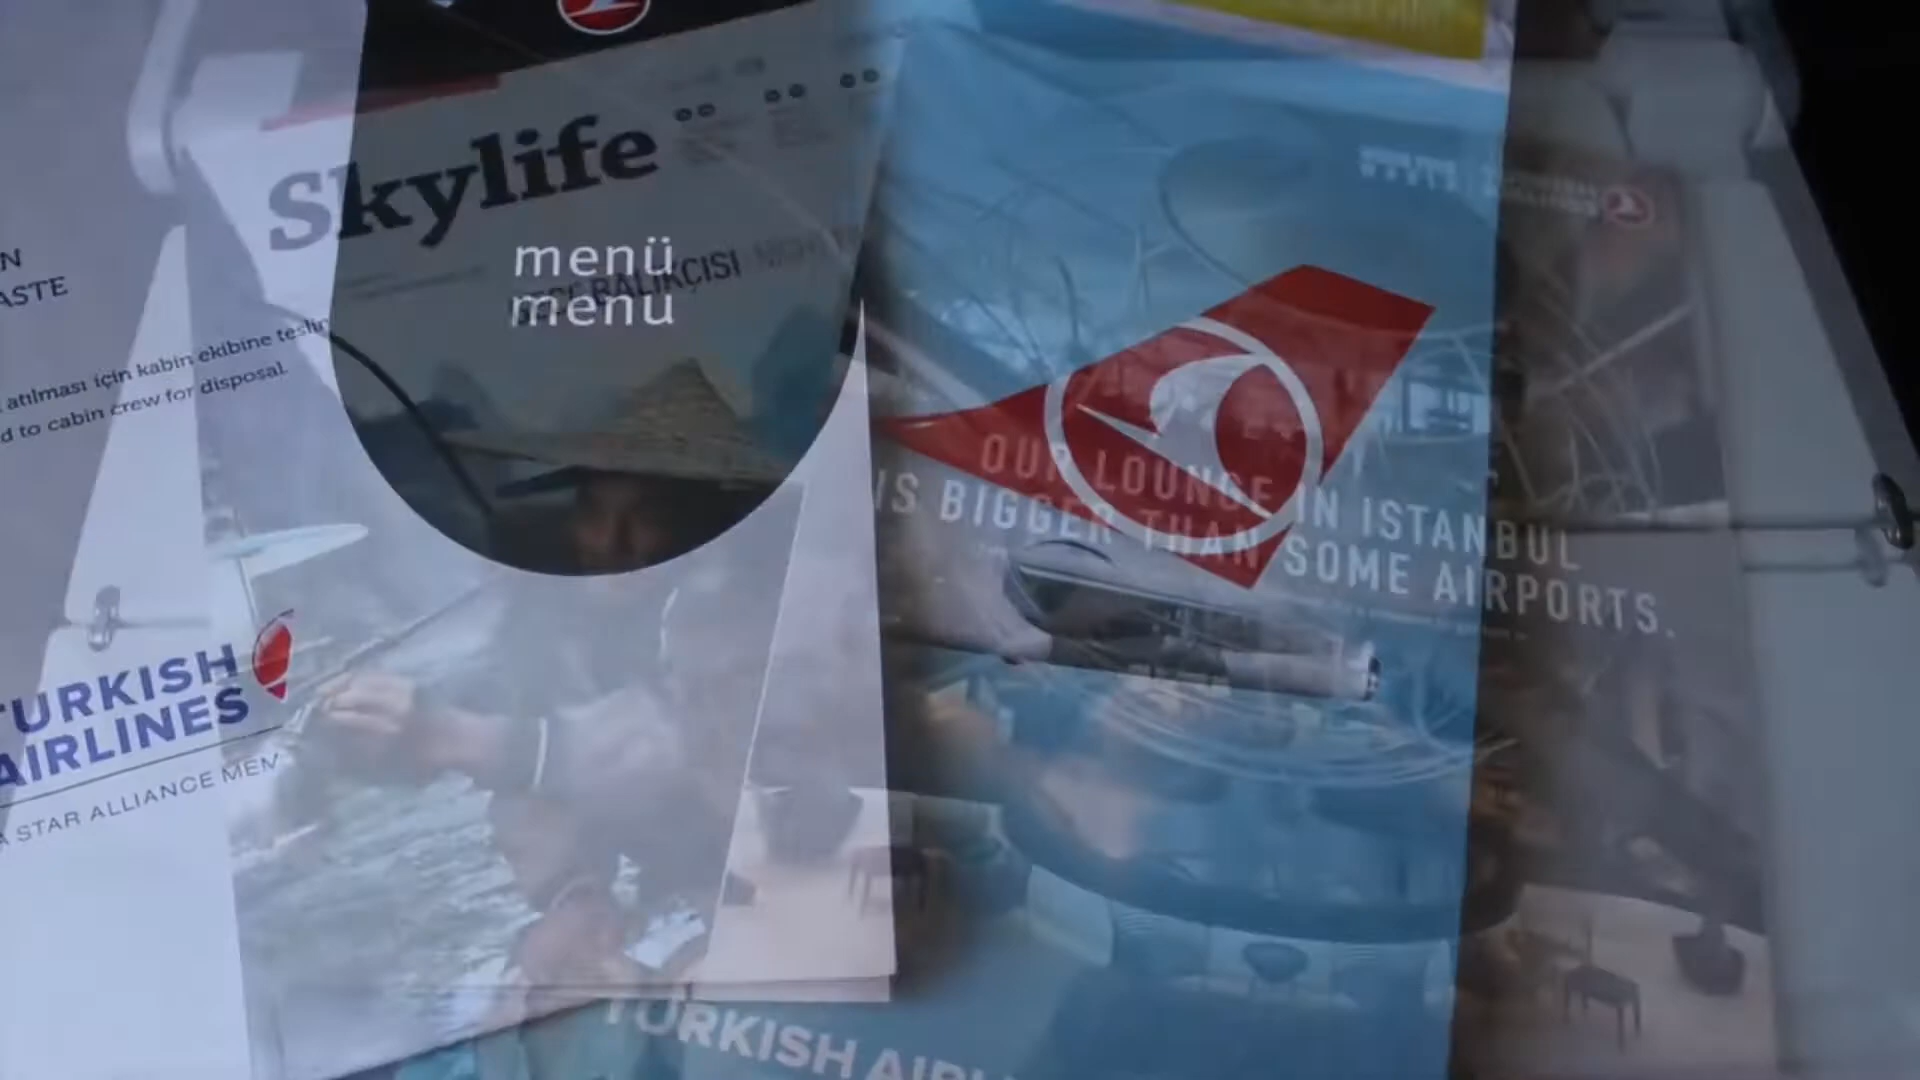 Skylife
menü
menu
BALIKÇISI
N
ASTE
atılması için kabin ekibine teslim
d to cabin crew for disposal.
OUR LOUNGE IN ISTANBUL
IS BIGGER THAN SOME AIRPORTS.
TURKISH
AIRLINES
A STAR ALLIANCE MEM
TURKISH AIRL